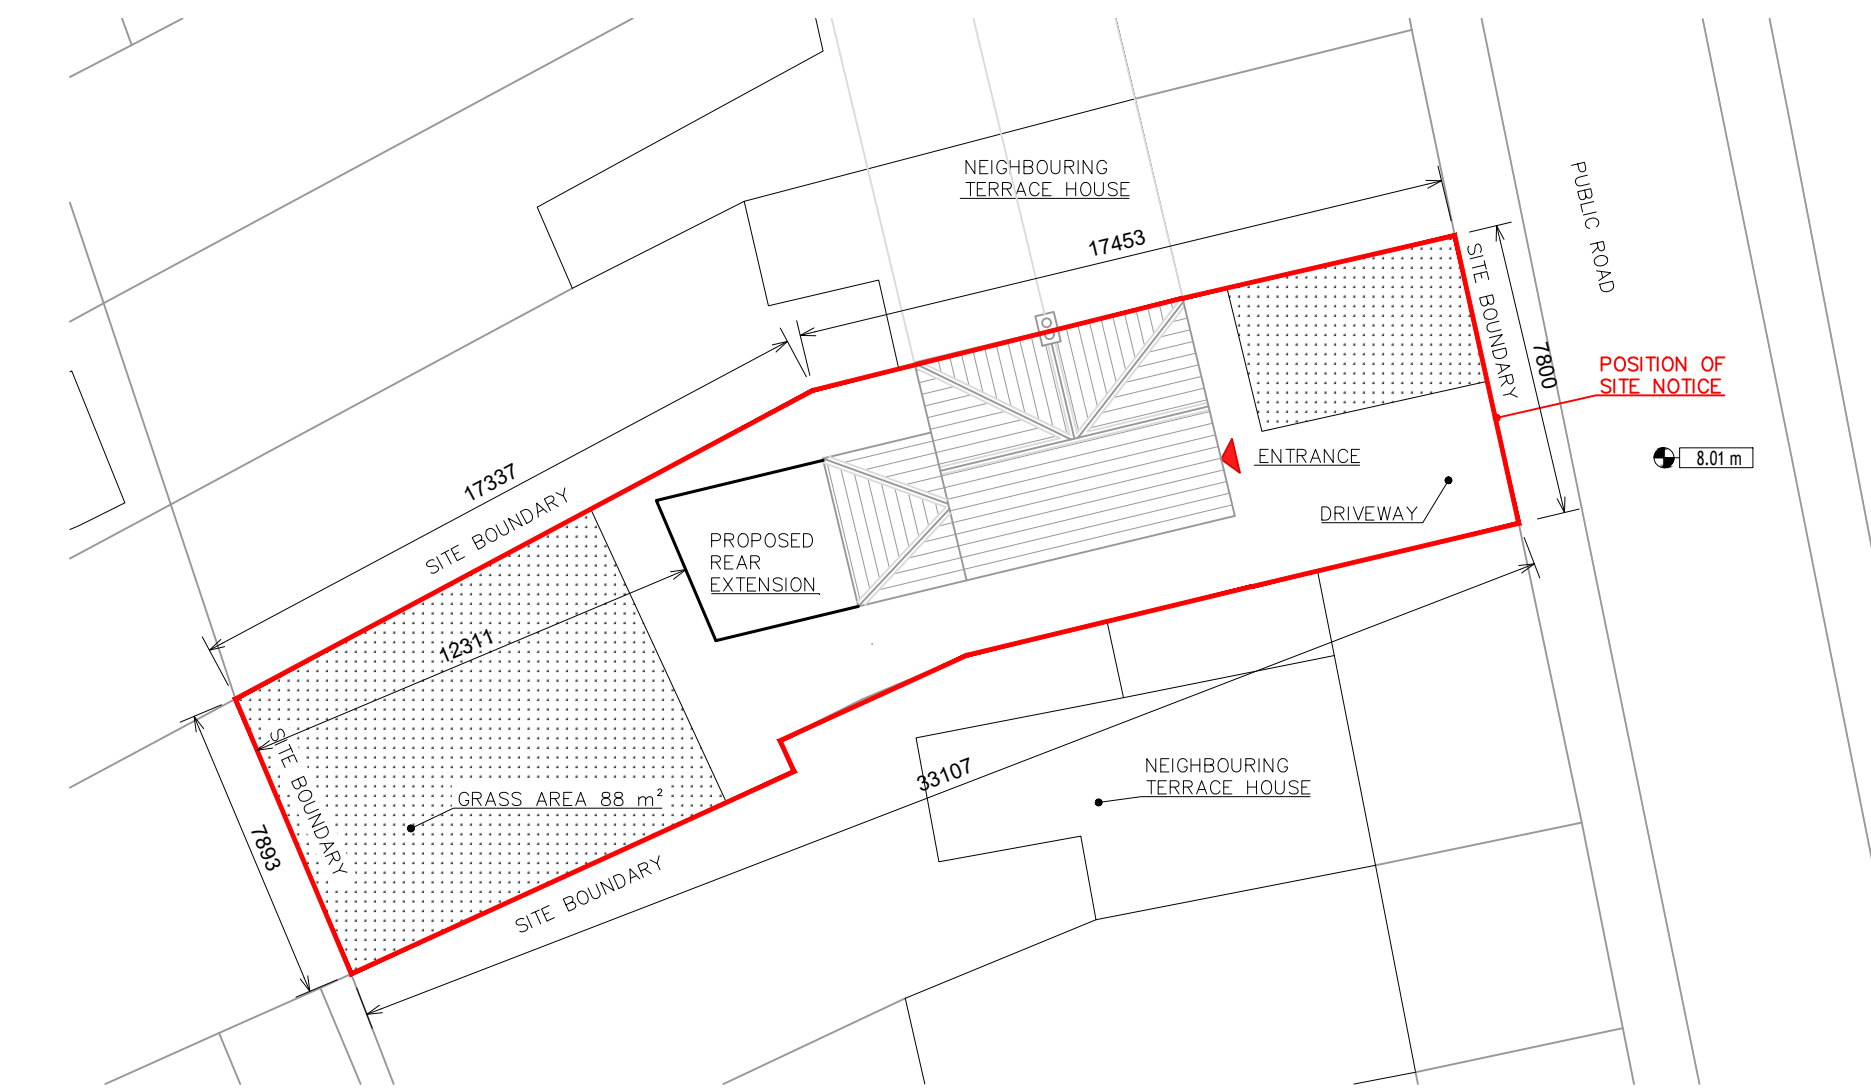 NEIGHBOURING
TERRACE HOUSE
PUBLIC ROAD
17453
SITE BOUNDARY
7800
POSITION OF
SITE NOTICE
8.01 m
ENTRANCE
DRIVEWAY
17337
SITE BOUNDARY
PROPOSED
REAR
EXTENSION
12311
SITE BOUNDARY
7893
GRASS AREA 88 m²
SITE BOUNDARY
33107
NEIGHBOURING
TERRACE HOUSE